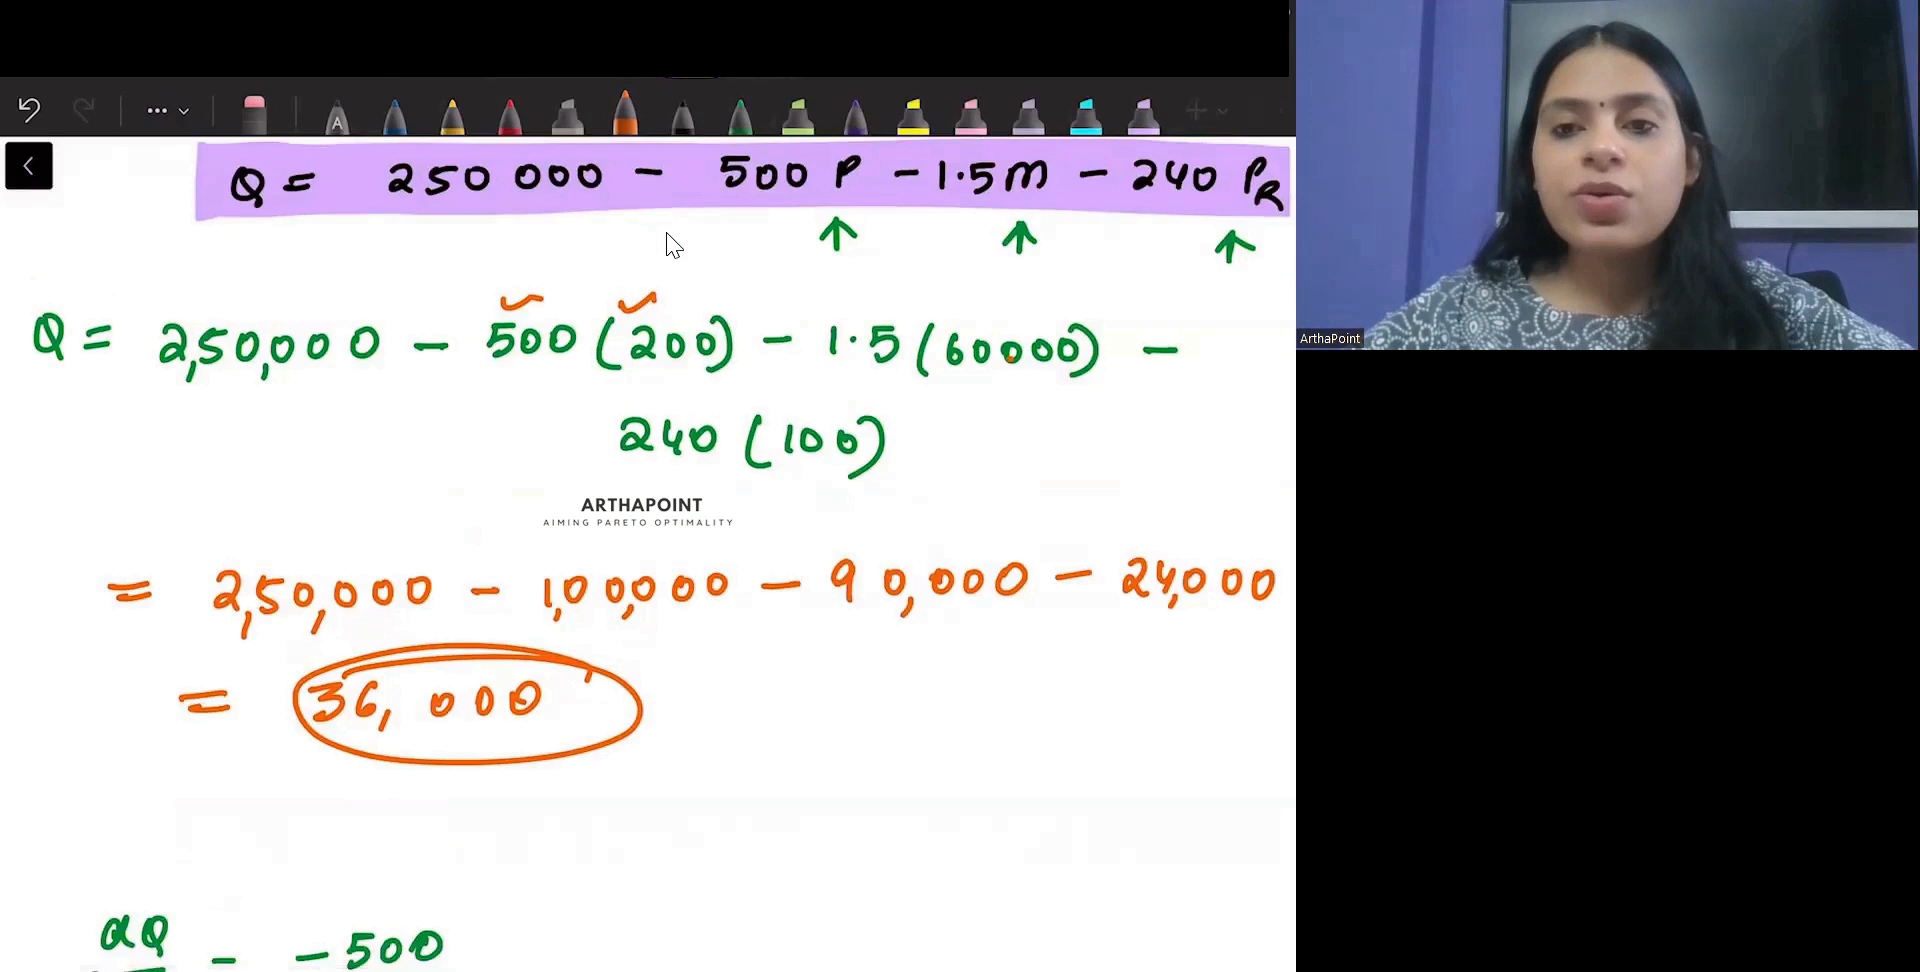 A
Q = 250 000 - 500 P - 1.5M - 240 PR
Q = 2,50,000 - 500 (200) - 1.5 (60000) -
240 (100)
ARTHAPOINT
AIMING PARETO OPTIMALITY
= 2,50,000 - 1,00,000 - 90,000 - 24,000
= 36,000
dQ
- -500
ArthaPoint